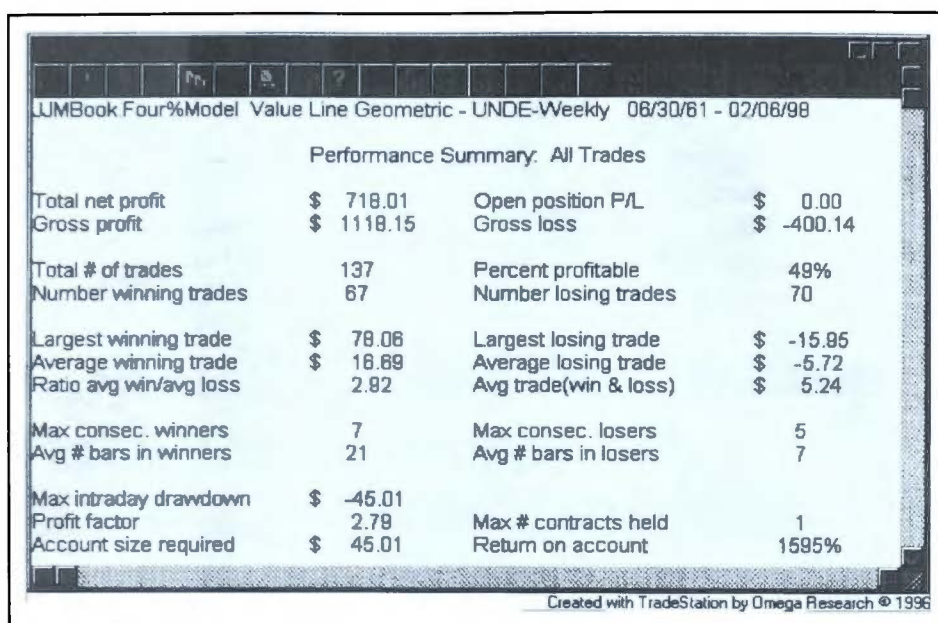 JJMBook Four%Model Value Line Geometric - UNDE-Weekly 06/30/61 - 02/06/98
Performance Summary: All Trades
Total net profit $ 718.01 Open position P/L $ 0.00
Gross profit $ 1118.15 Gross loss $ -400.14
Total # of trades 137 Percent profitable 49%
Number winning trades 67 Number losing trades 70
Largest winning trade $ 78.06 Largest losing trade $ -15.95
Average winning trade $ 16.69 Average losing trade $ -5.72
Ratio avg win/avg loss 2.92 Avg trade(win & loss) $ 5.24
Max consec. winners 7 Max consec. losers 5
Avg # bars in winners 21 Avg # bars in losers 7
Max intraday drawdown $ -45.01
Profit factor 2.79 Max # contracts held 1
Account size required $ 45.01 Return on account 1595%
Created with TradeStation by Omega Research © 1996